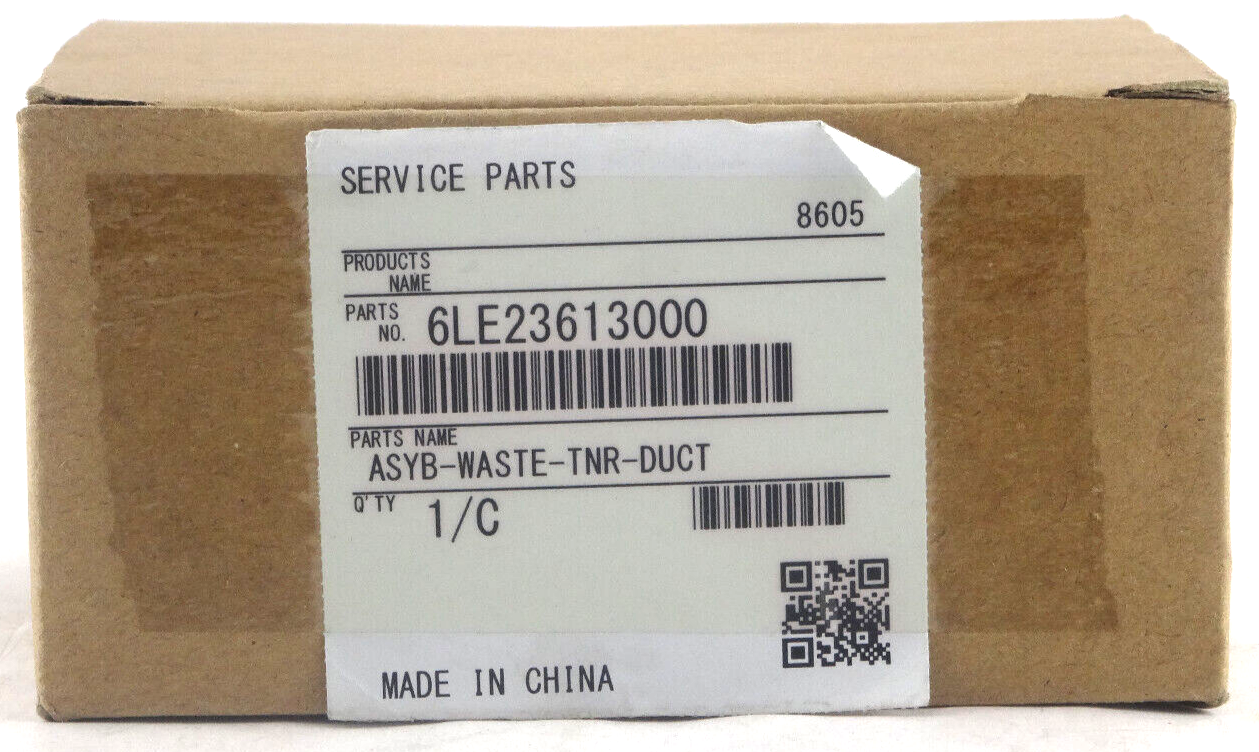 SERVICE PARTS
8605
PRODUCTS
NAME
PARTS
NO. 6LE23613000
PARTS NAME
ASYB-WASTE-TNR-DUCT
Q'TY 1/C
MADE IN CHINA